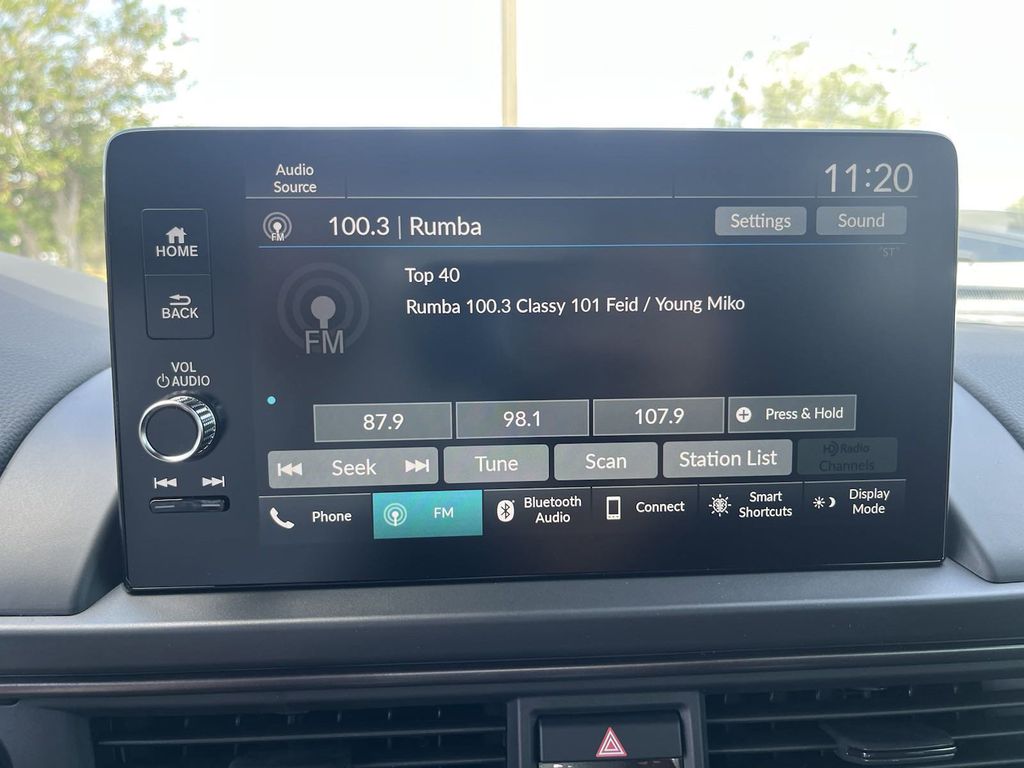 Audio
Source
11:20
FM
100.3 | Rumba
Settings
Sound
HOME
"ST"
Top 40
BACK
Rumba 100.3 Classy 101 Feid / Young Miko
FM
VOL
AUDIO
87.9
98.1
107.9
Press & Hold
Seek
Tune
Scan
Station List
HD Radio
Channels
Phone
FM
Bluetooth
Audio
Connect
Smart
Shortcuts
Display
Mode